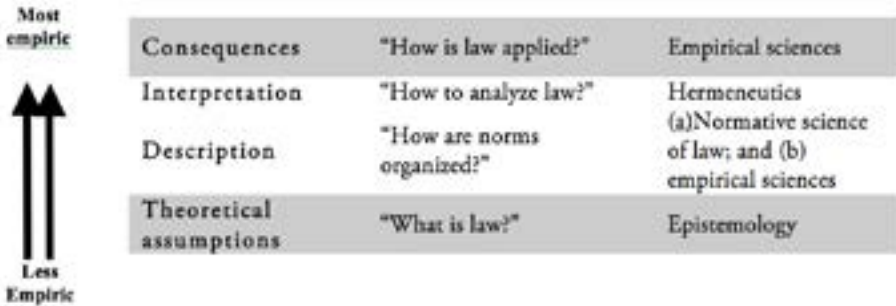 Most
empiric
Consequences "How is law applied?" Empirical sciences
Interpretation "How to analyze law?" Hermeneutics
Description "How are norms organized?" (a)Normative science of law; and (b) empirical sciences
Theoretical assumptions "What is law?" Epistemology
Less
Empiric